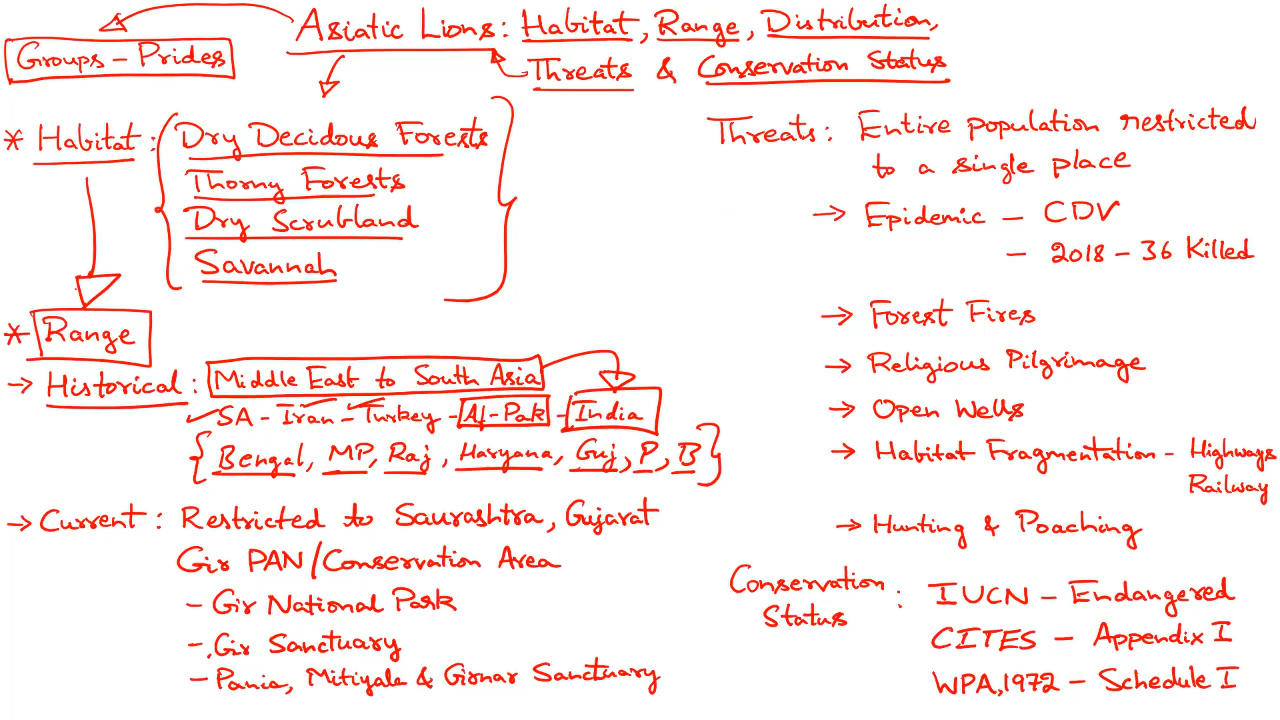 Asiatic Lions: Habitat, Range, Distribution,
Threats & Conservation Status
Groups - Prides
* Habitat: Dry Decidous Forests
Thorny Forests
Dry Scrubland
Savannah
* Range
→ Historical: Middle East to South Asia
SA - Iran - Turkey - Af-Pak - India
{Bengal, MP, Raj, Haryana, Guj, P, B}
→ Current: Restricted to Saurashtra, Gujarat
Gir PAN/Conservation Area
- Gir National Park
- Gir Sanctuary
- Pania, Mitiyala & Girnar Sanctuary
Threats: Entire population restricted
to a single place
→ Epidemic - CDV
- 2018 - 36 Killed
→ Forest Fires
→ Religious Pilgrimage
→ Open Wells
→ Habitat Fragmentation - Highways
Railway
→ Hunting & Poaching
Conservation
Status : IUCN - Endangered
CITES - Appendix I
WPA,1972 - Schedule I